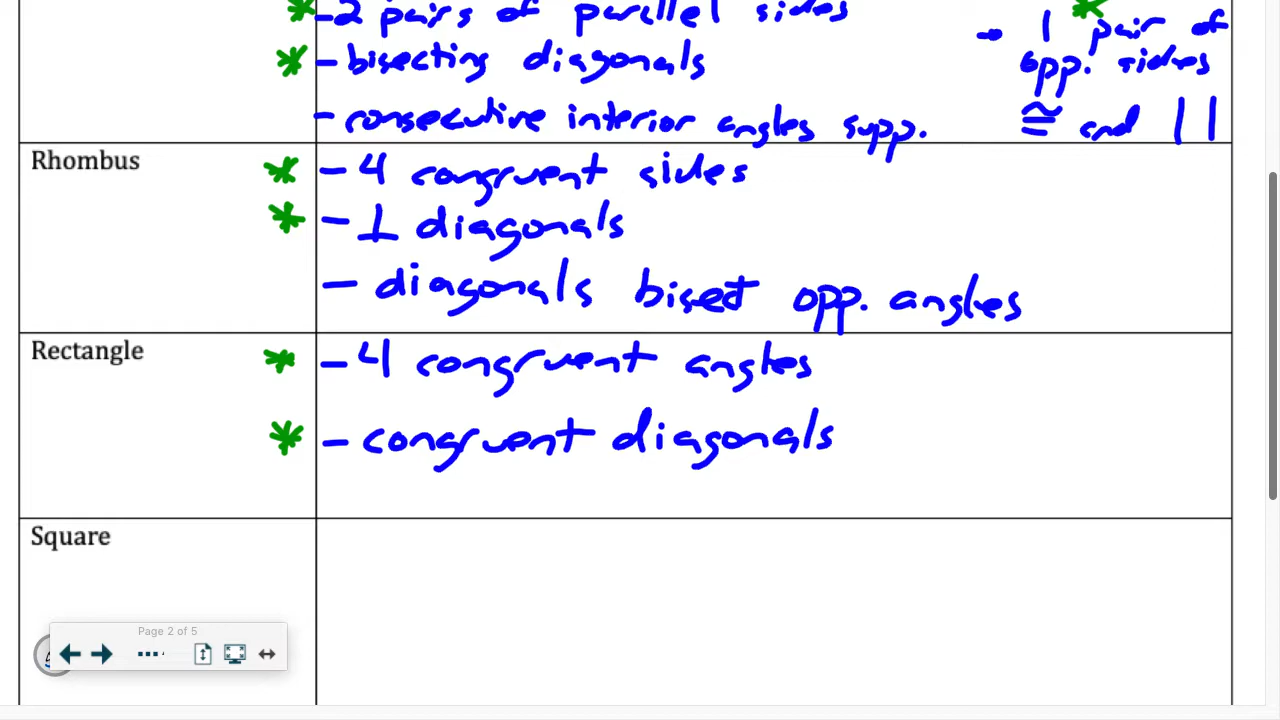 -2 pairs of parallel sides
- bisecting diagonals
- consecutive interior angles supp.
- 1 pair of
opp. sides
≅ and ||
Rhombus
- 4 congruent sides
- ⊥ diagonals
- diagonals bisect opp. angles
Rectangle
- 4 congruent angles
- congruent diagonals
Square
Page 2 of 5